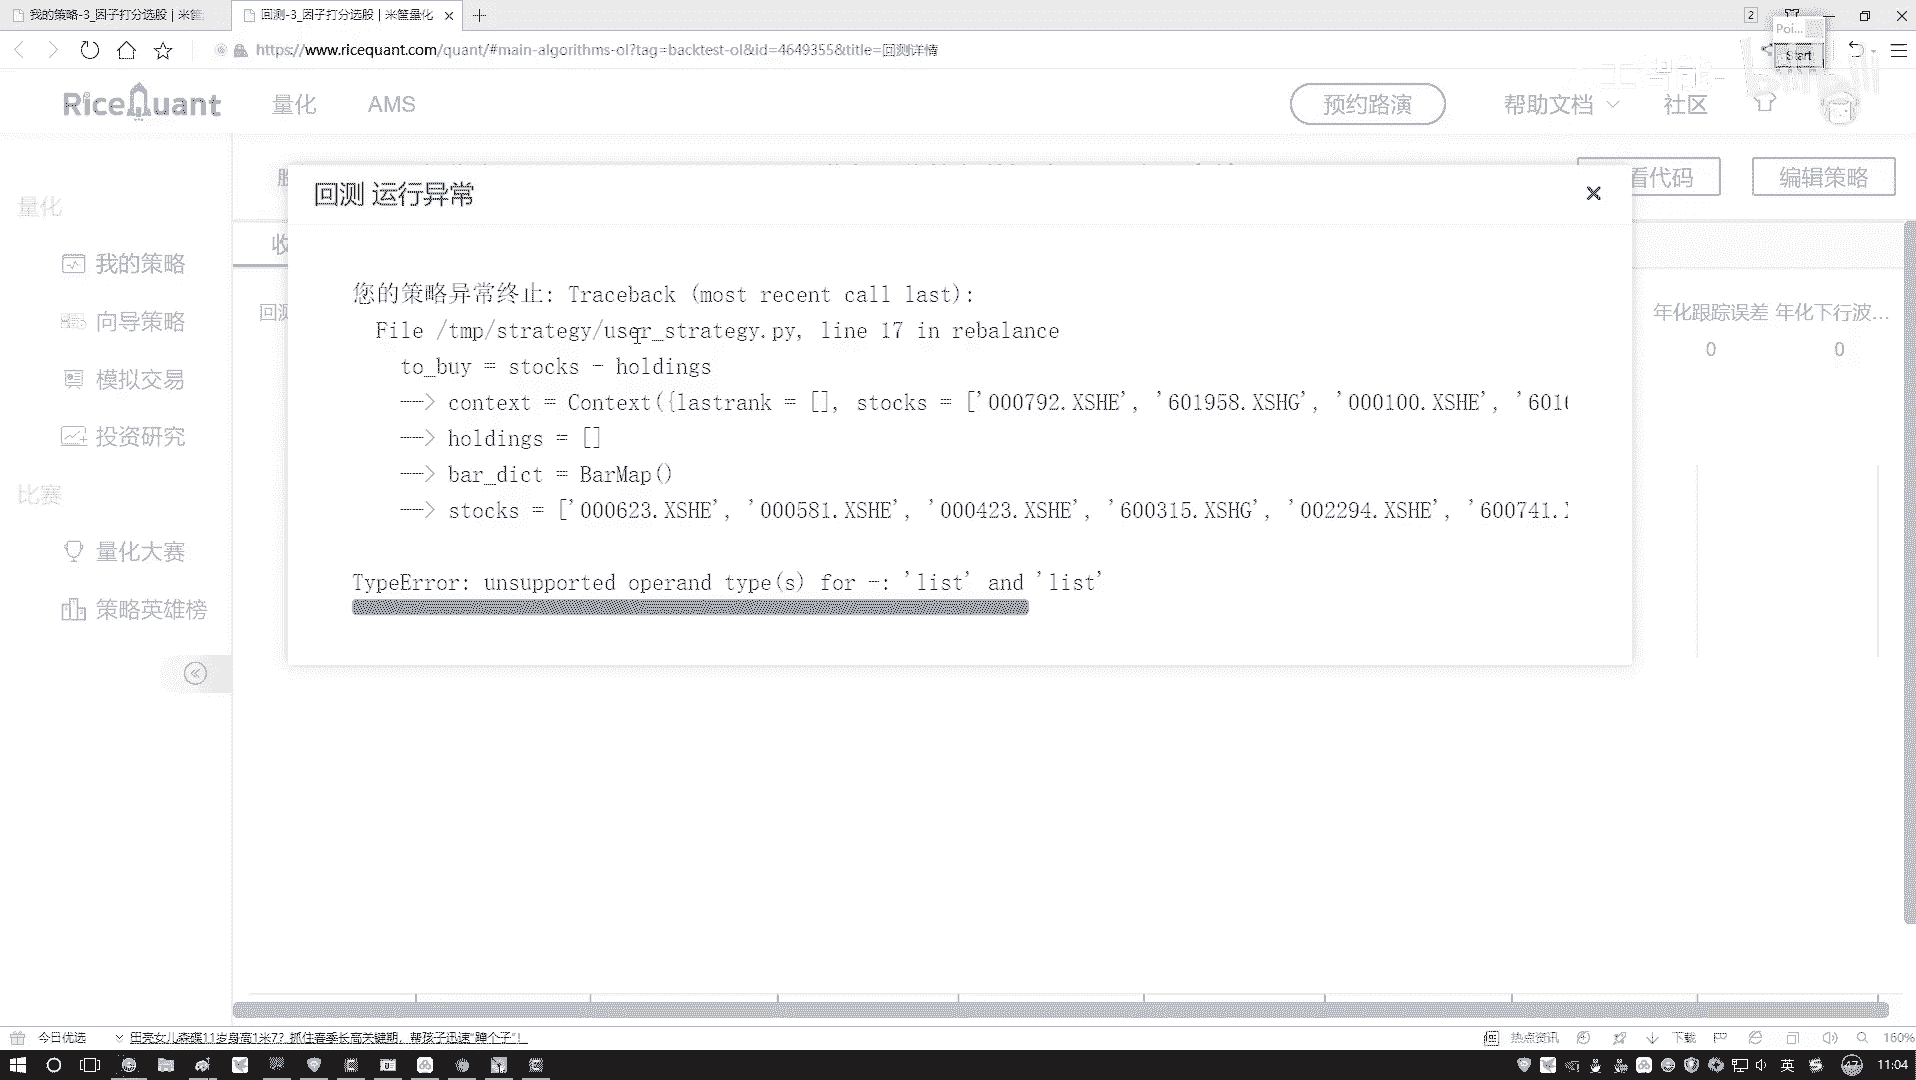 我的策略-3_因子打分选股 | 米筐量
回测-3_因子打分选股 | 米筐量化
2
https://www.ricequant.com/quant/#main-algorithms-ol?tag=backtest-ol&id=4649355&title=回测详情
Poi...
Start
RiceQuant
量化
AMS
预约路演
帮助文档
社区
看代码
编辑策略
量化
我的策略
向导策略
模拟交易
投资研究
比赛
量化大赛
策略英雄榜
收
回测
年化跟踪误差 年化下行波...
0
0
回测 运行异常
您的策略异常终止: Traceback (most recent call last):
File /tmp/strategy/user_strategy.py, line 17 in rebalance
to_buy = stocks - holdings
--> context = Context({lastrank = [], stocks = ['000792.XSHE', '601958.XSHG', '000100.XSHE', '601
--> holdings = []
--> bar_dict = BarMap()
--> stocks = ['000623.XSHE', '000581.XSHE', '000423.XSHE', '600315.XSHG', '002294.XSHE', '600741.
TypeError: unsupported operand type(s) for -: 'list' and 'list'
今日优选
热点资讯
下载
160%
英
47
11:04